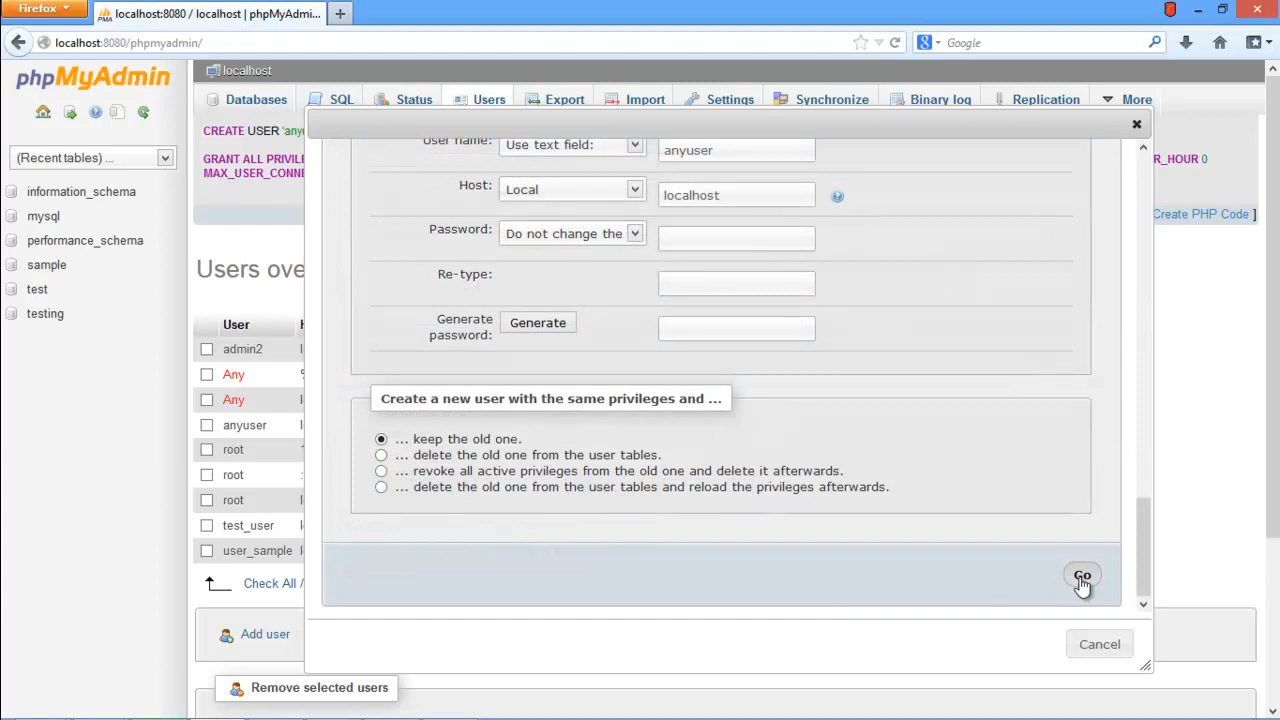 Firefox
localhost:8080 / localhost | phpMyAdmi...
localhost:8080/phpmyadmin/
Google
phpMyAdmin
(Recent tables) ...
information_schema
mysql
performance_schema
sample
test
testing
localhost
Databases
SQL
Status
Users
Export
Import
Settings
Synchronize
Binary log
Replication
More
CREATE USER 'any
GRANT ALL PRIVIL
R_HOUR 0
MAX_USER_CONNE
Create PHP Code ]
Users ove
User
admin2
Any
Any
anyuser
root
root
root
test_user
user_sample
Check All /
Add user
Remove selected users
User name:
Use text field:
anyuser
Host:
Local
localhost
Password:
Do not change the
Re-type:
Generate password:
Generate
Create a new user with the same privileges and ...
... keep the old one.
... delete the old one from the user tables.
... revoke all active privileges from the old one and delete it afterwards.
... delete the old one from the user tables and reload the privileges afterwards.
Go
Cancel